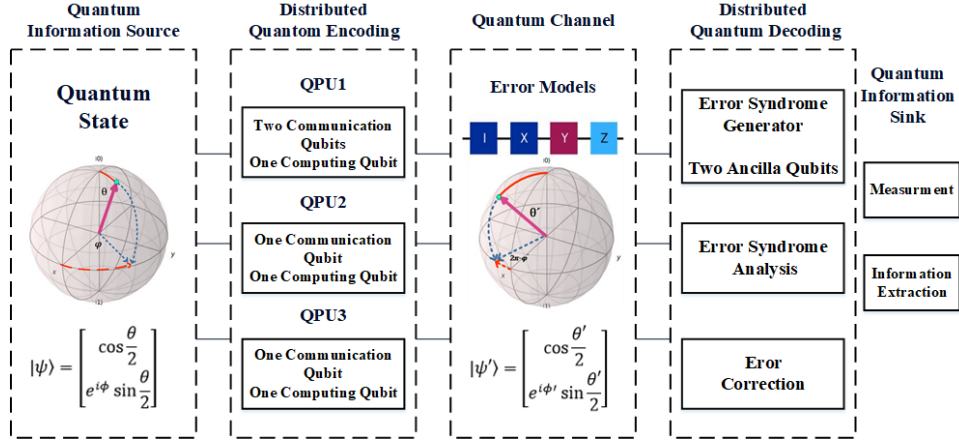 Quantum
Information Source
Quantum
State
|0⟩
θ
φ
x
y
|1⟩
|ψ⟩ = [cos θ/2
e^{iϕ} sin θ/2]
Distributed
Quantom Encoding
QPU1
Two Communication
Qubits
One Computing Qubit
QPU2
One Communication
Qubit
One Computing Qubit
QPU3
One Communication
Qubit
One Computing Qubit
Quantum Channel
Error Models
I
X
Y
Z
|0⟩
θ′
2π-φ′
x
y
|1⟩
|ψ′⟩ = [cos θ′/2
e^{iϕ′} sin θ′/2]
Distributed
Quantum Decoding
Error Syndrome
Generator
Two Ancilla Qubits
Error Syndrome
Analysis
Eror
Correction
Quantum
Information
Sink
Measurment
Information
Extraction